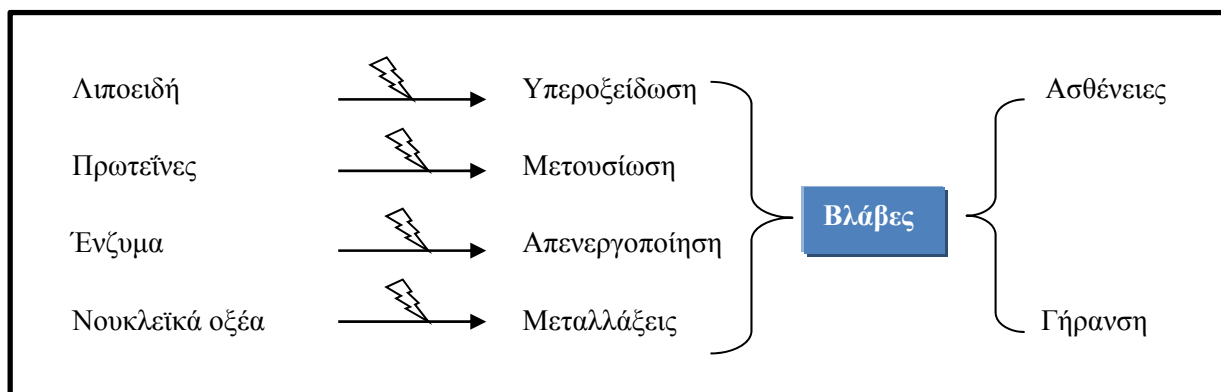 Λιποειδή Υπεροξείδωση Ασθένειες
Πρωτεΐνες Μετουσίωση
Βλάβες
Ένζυμα Απενεργοποίηση
Νουκλεϊκά οξέα Μεταλλάξεις Γήρανση